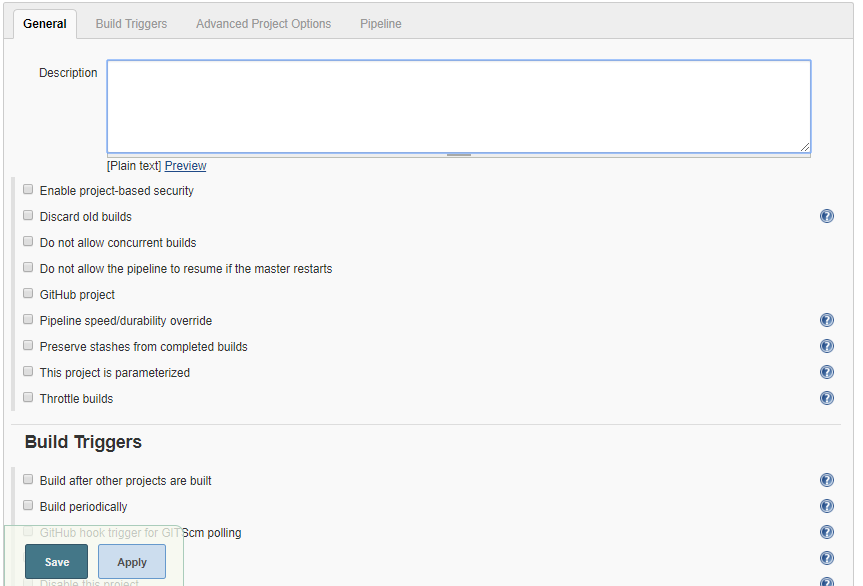 General Build Triggers Advanced Project Options Pipeline
Description
[Plain text] Preview
Enable project-based security
Discard old builds
Do not allow concurrent builds
Do not allow the pipeline to resume if the master restarts
GitHub project
Pipeline speed/durability override
Preserve stashes from completed builds
This project is parameterized
Throttle builds
Build Triggers
Build after other projects are built
Build periodically
GitHub hook trigger for GITScm polling
Save Apply
Disable this project